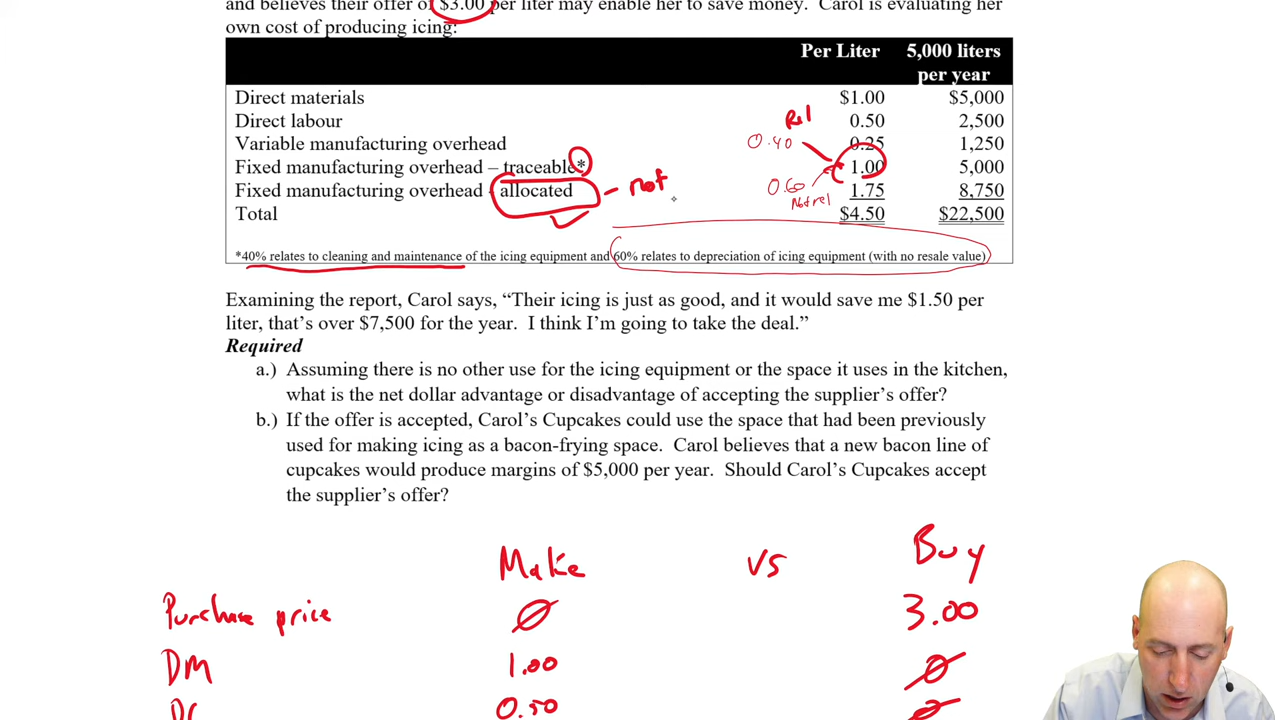 and believes their offer of $3.00 per liter may enable her to save money. Carol is evaluating her
own cost of producing icing:
Per Liter 5,000 liters
per year
Direct materials $1.00 $5,000
Rel
Direct labour 0.50 2,500
Variable manufacturing overhead 0.40 0.25 1,250
Fixed manufacturing overhead – traceable* 1.00 5,000
Fixed manufacturing overhead - allocated - not 0.60 1.75 8,750
Not rel
Total $4.50 $22,500
*40% relates to cleaning and maintenance of the icing equipment and 60% relates to depreciation of icing equipment (with no resale value)
Examining the report, Carol says, “Their icing is just as good, and it would save me $1.50 per
liter, that’s over $7,500 for the year. I think I’m going to take the deal.”
Required
a.) Assuming there is no other use for the icing equipment or the space it uses in the kitchen,
what is the net dollar advantage or disadvantage of accepting the supplier’s offer?
b.) If the offer is accepted, Carol’s Cupcakes could use the space that had been previously
used for making icing as a bacon-frying space. Carol believes that a new bacon line of
cupcakes would produce margins of $5,000 per year. Should Carol’s Cupcakes accept
the supplier’s offer?
Make vs Buy
Purchase price Ø 3.00
DM 1.00 Ø
0.50 Ø